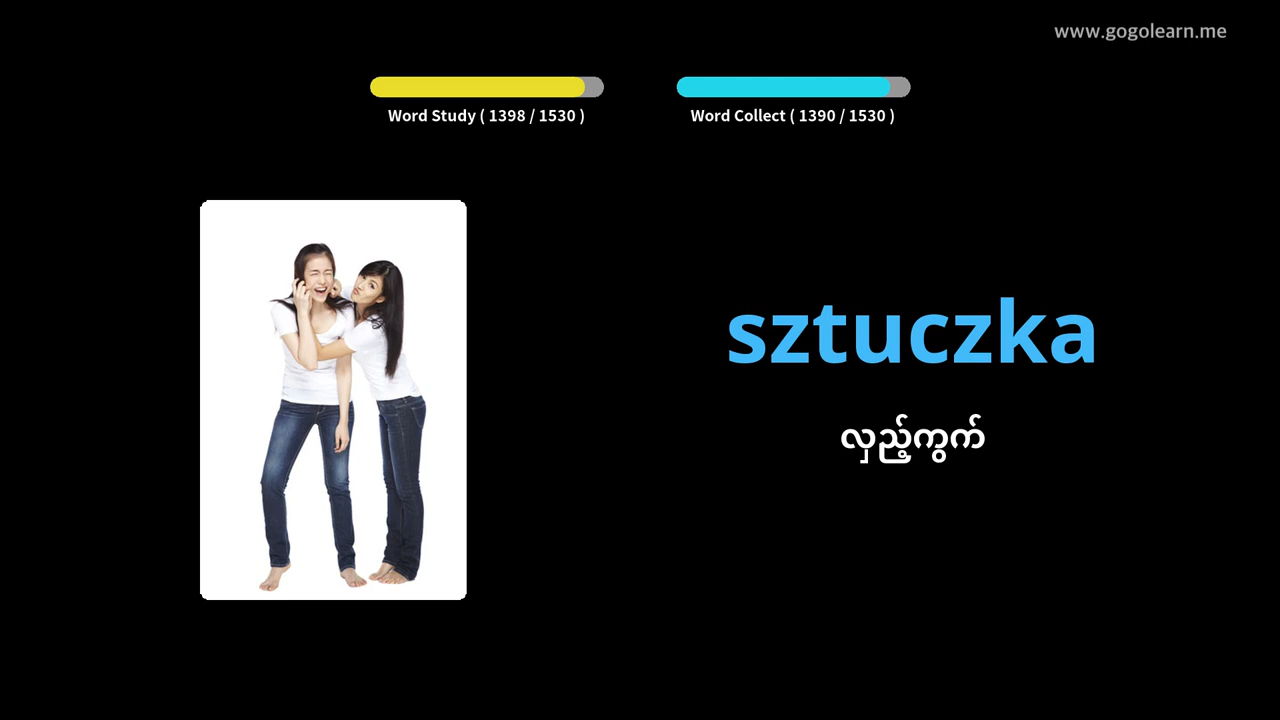 www.gogolearn.me
Word Study ( 1398 / 1530 )
Word Collect ( 1390 / 1530 )
sztuczka
လှည့်ကွက်